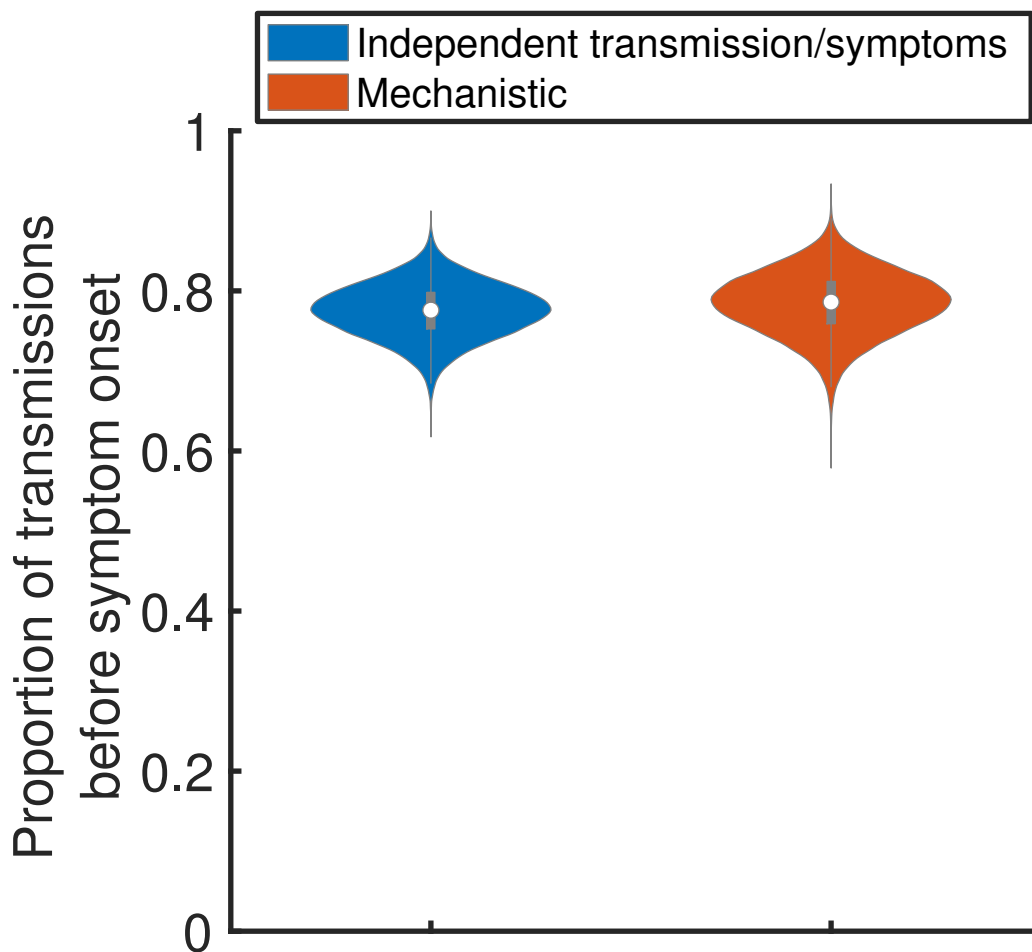 Independent transmission/symptoms
Mechanistic
Proportion of transmissions
before symptom onset
1
0.8
0.6
0.4
0.2
0